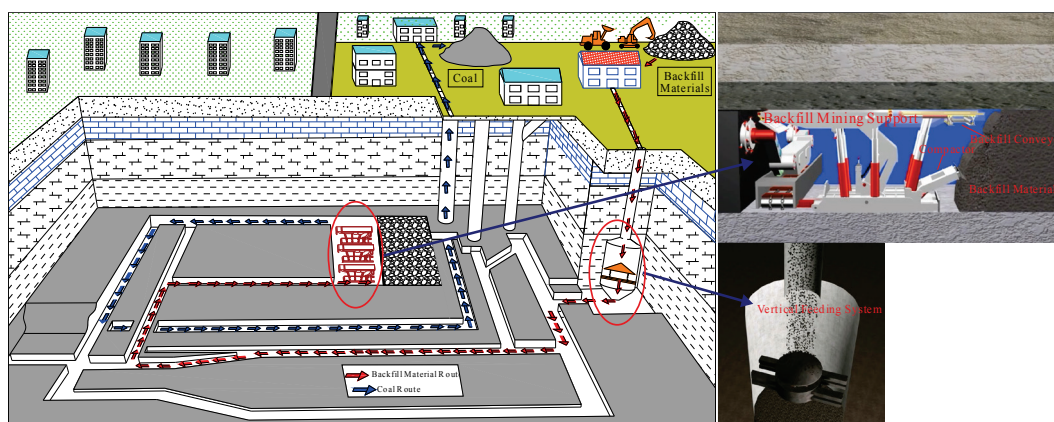 Coal
Backfill
Materials
Backfill Material Rout
Coal Route
Backfill Mining Support
Backfill Convey
Compactor
Backfill Materia
Vertical Feeding System